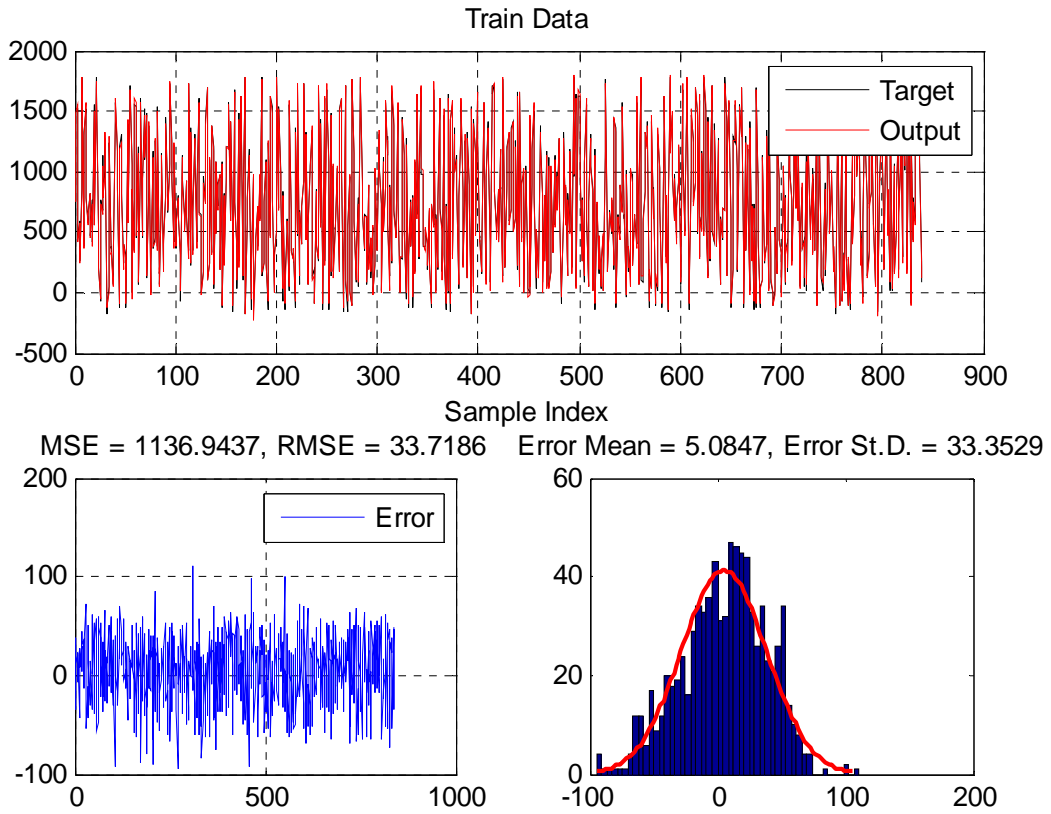 Train Data
2000
1500
1000
500
0
-500
Target
Output
0 100 200 300 400 500 600 700 800 900
Sample Index
MSE = 1136.9437, RMSE = 33.7186
Error Mean = 5.0847, Error St.D. = 33.3529
200
100
0
-100
Error
0 500 1000
60
40
20
0
-100 0 100 200